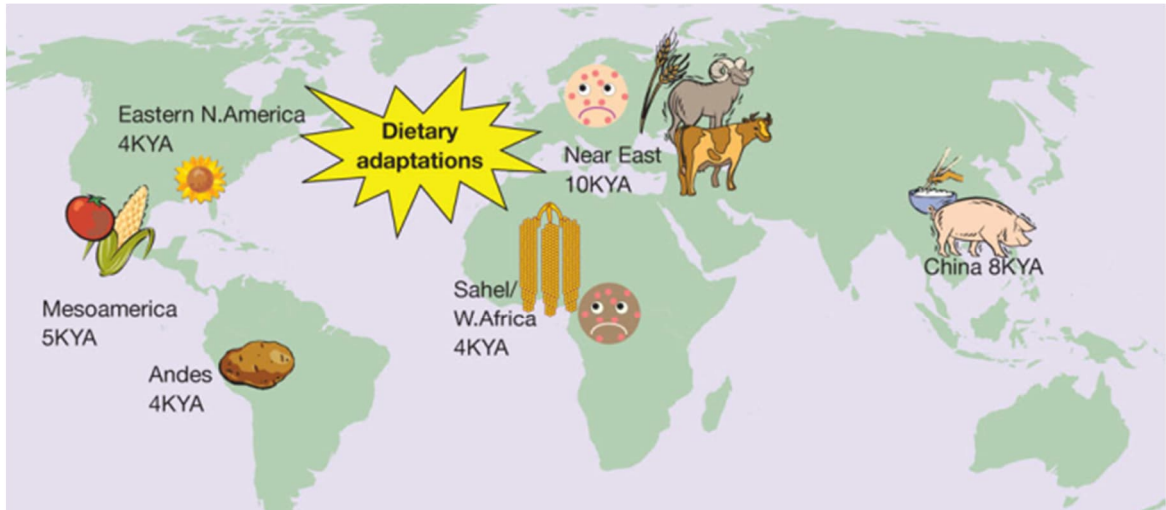 Eastern N.America
4KYA
Dietary
adaptations
Near East
10KYA
China 8KYA
Sahel/
W.Africa
4KYA
Mesoamerica
5KYA
Andes
4KYA